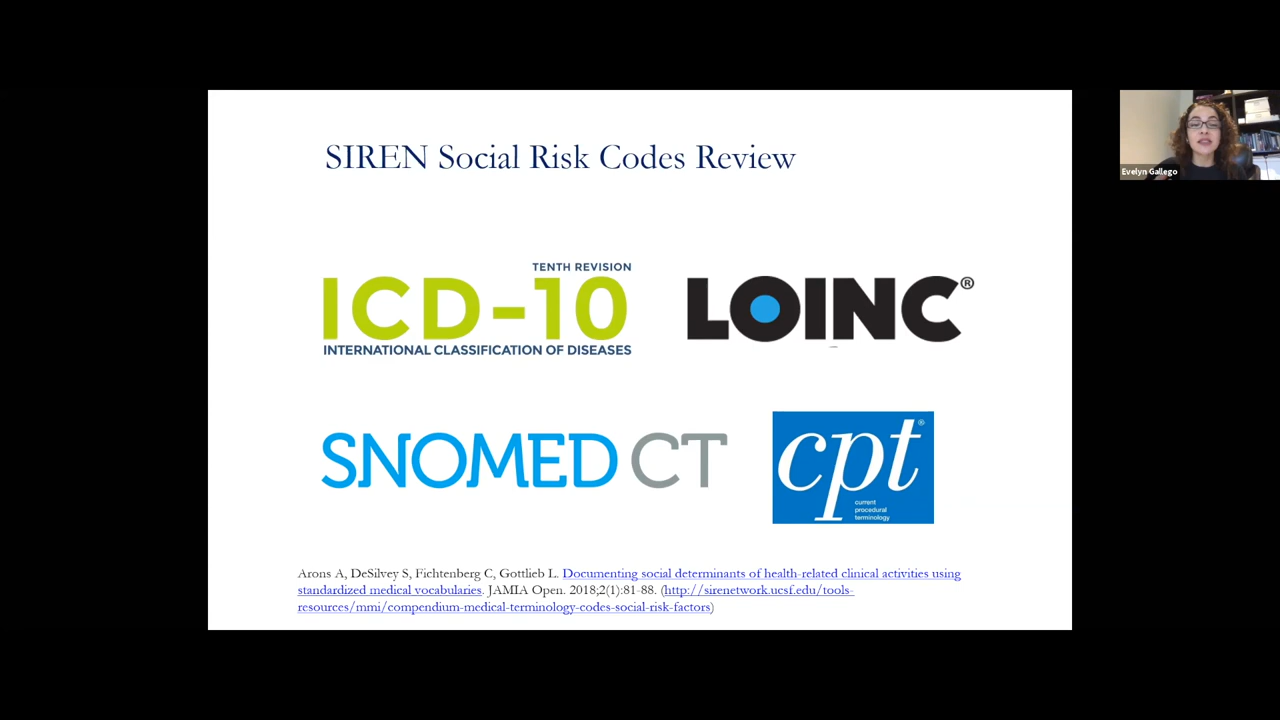 SIREN Social Risk Codes Review
Evelyn Gallego
TENTH REVISION
ICD-10
INTERNATIONAL CLASSIFICATION OF DISEASES
LOINC®
SNOMED CT
cpt®
current
procedural
terminology
Arons A, DeSilvey S, Fichtenberg C, Gottlieb L. Documenting social determinants of health-related clinical activities using
standardized medical vocabularies. JAMIA Open. 2018;2(1):81-88. (http://sirenetwork.ucsf.edu/tools-
resources/mmi/compendium-medical-terminology-codes-social-risk-factors)